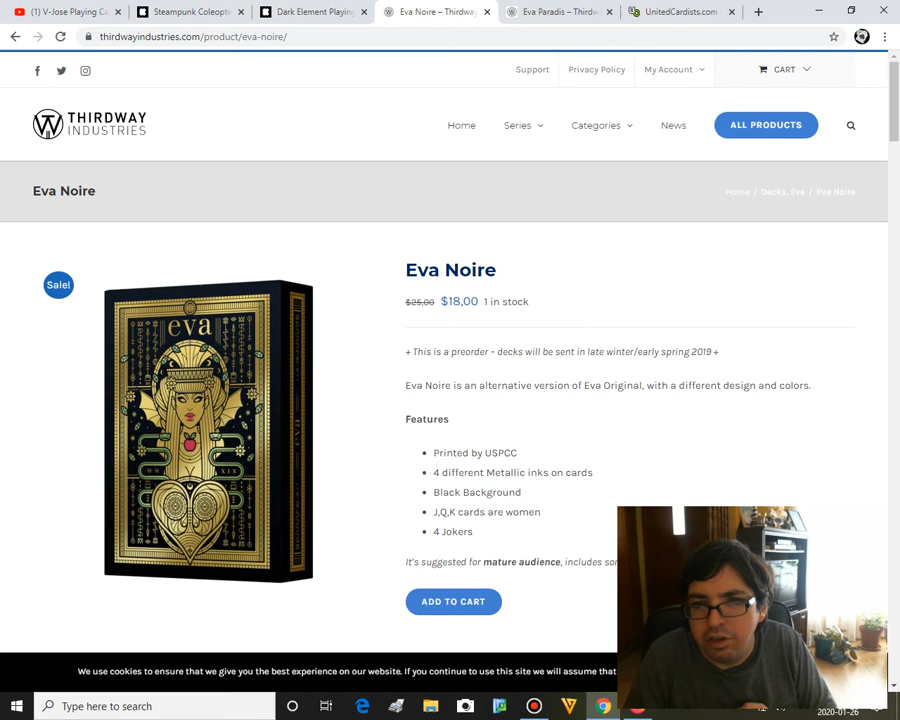 (1) V-Jose Playing Ca
Steampunk Coleopte
Dark Element Playing
Eva Noire – Thirdway
Eva Paradis – Thirdw
UnitedCardists.com
thirdwayindustries.com/product/eva-noire/
Support
Privacy Policy
My Account
CART
THIRDWAY
INDUSTRIES
Home
Series
Categories
News
ALL PRODUCTS
Eva Noire
Home / Decks, Eva / Eva Noire
Sale!
eva
MM
XIX
Eva Noire
$25,00 $18,00 1 in stock
+ This is a preorder – decks will be sent in late winter/early spring 2019 +
Eva Noire is an alternative version of Eva Original, with a different design and colors.
Features
Printed by USPCC
4 different Metallic inks on cards
Black Background
J,Q,K cards are women
4 Jokers
It's suggested for mature audience, includes so
ADD TO CART
We use cookies to ensure that we give you the best experience on our website. If you continue to use this site we will assume that
Type here to search
2020-01-26